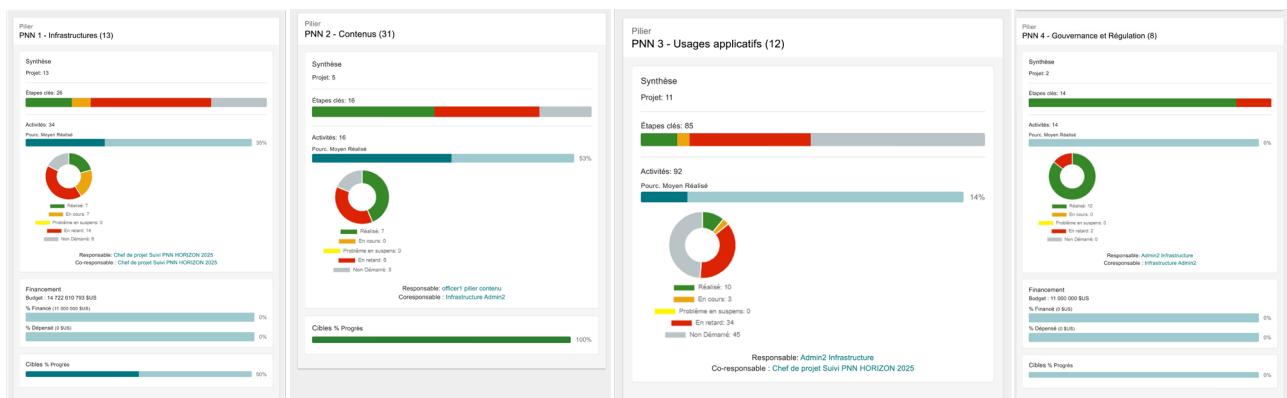 Pilier
PNN 1 - Infrastructures (13)
Synthèse
Projet: 13
Étapes clés: 26
Activités: 34
Pourc. Moyen Réalisé
35%
Réalisé: 7
En cours: 7
Problème en suspens: 0
En retard: 14
Non Démarré: 6
Responsable: Chef de projet Suivi PNN HORIZON 2025
Co-responsable : Chef de projet Suivi PNN HORIZON 2025
Financement
Budget : 14 722 610 793 $US
% Financé (11 000 000 $US)
0%
% Dépensé (0 $US)
0%
Cibles % Progrès
50%
Pilier
PNN 2 - Contenus (31)
Synthèse
Projet: 5
Étapes clés: 16
Activités: 16
Pourc. Moyen Réalisé
53%
Réalisé: 7
En cours: 0
Problème en suspens: 0
En retard: 6
Non Démarré: 3
Responsable: officer1 pilier contenu
Coresponsable : Infrastructure Admin2
Cibles % Progrès
100%
Pilier
PNN 3 - Usages applicatifs (12)
Synthèse
Projet: 11
Étapes clés: 85
Activités: 92
Pourc. Moyen Réalisé
14%
Réalisé: 10
En cours: 3
Problème en suspens: 0
En retard: 34
Non Démarré: 45
Responsable: Admin2 Infrastructure
Co-responsable : Chef de projet Suivi PNN HORIZON 2025
Pilier
PNN 4 - Gouvernance et Régulation (8)
Synthèse
Projet: 2
Étapes clés: 14
Activités: 14
Pourc. Moyen Réalisé
0%
Réalisé: 12
En cours: 0
Problème en suspens: 0
En retard: 2
Non Démarré: 0
Responsable: Admin2 Infrastructure
Coresponsable : Infrastructure Admin2
Financement
Budget : 11 000 000 $US
% Financé (0 $US)
0%
% Dépensé (0 $US)
0%
Cibles % Progrès
0%